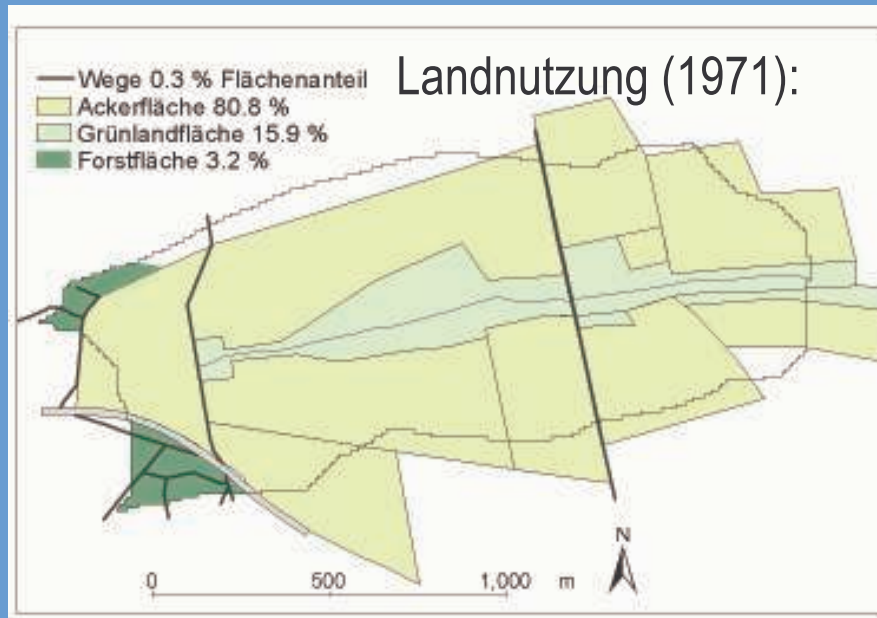 Landnutzung (1971):
Wege 0.3 % Flächenanteil
Ackerfläche 80.8 %
Grünlandfläche 15.9 %
Forstfläche 3.2 %
N
0 500 1,000 m